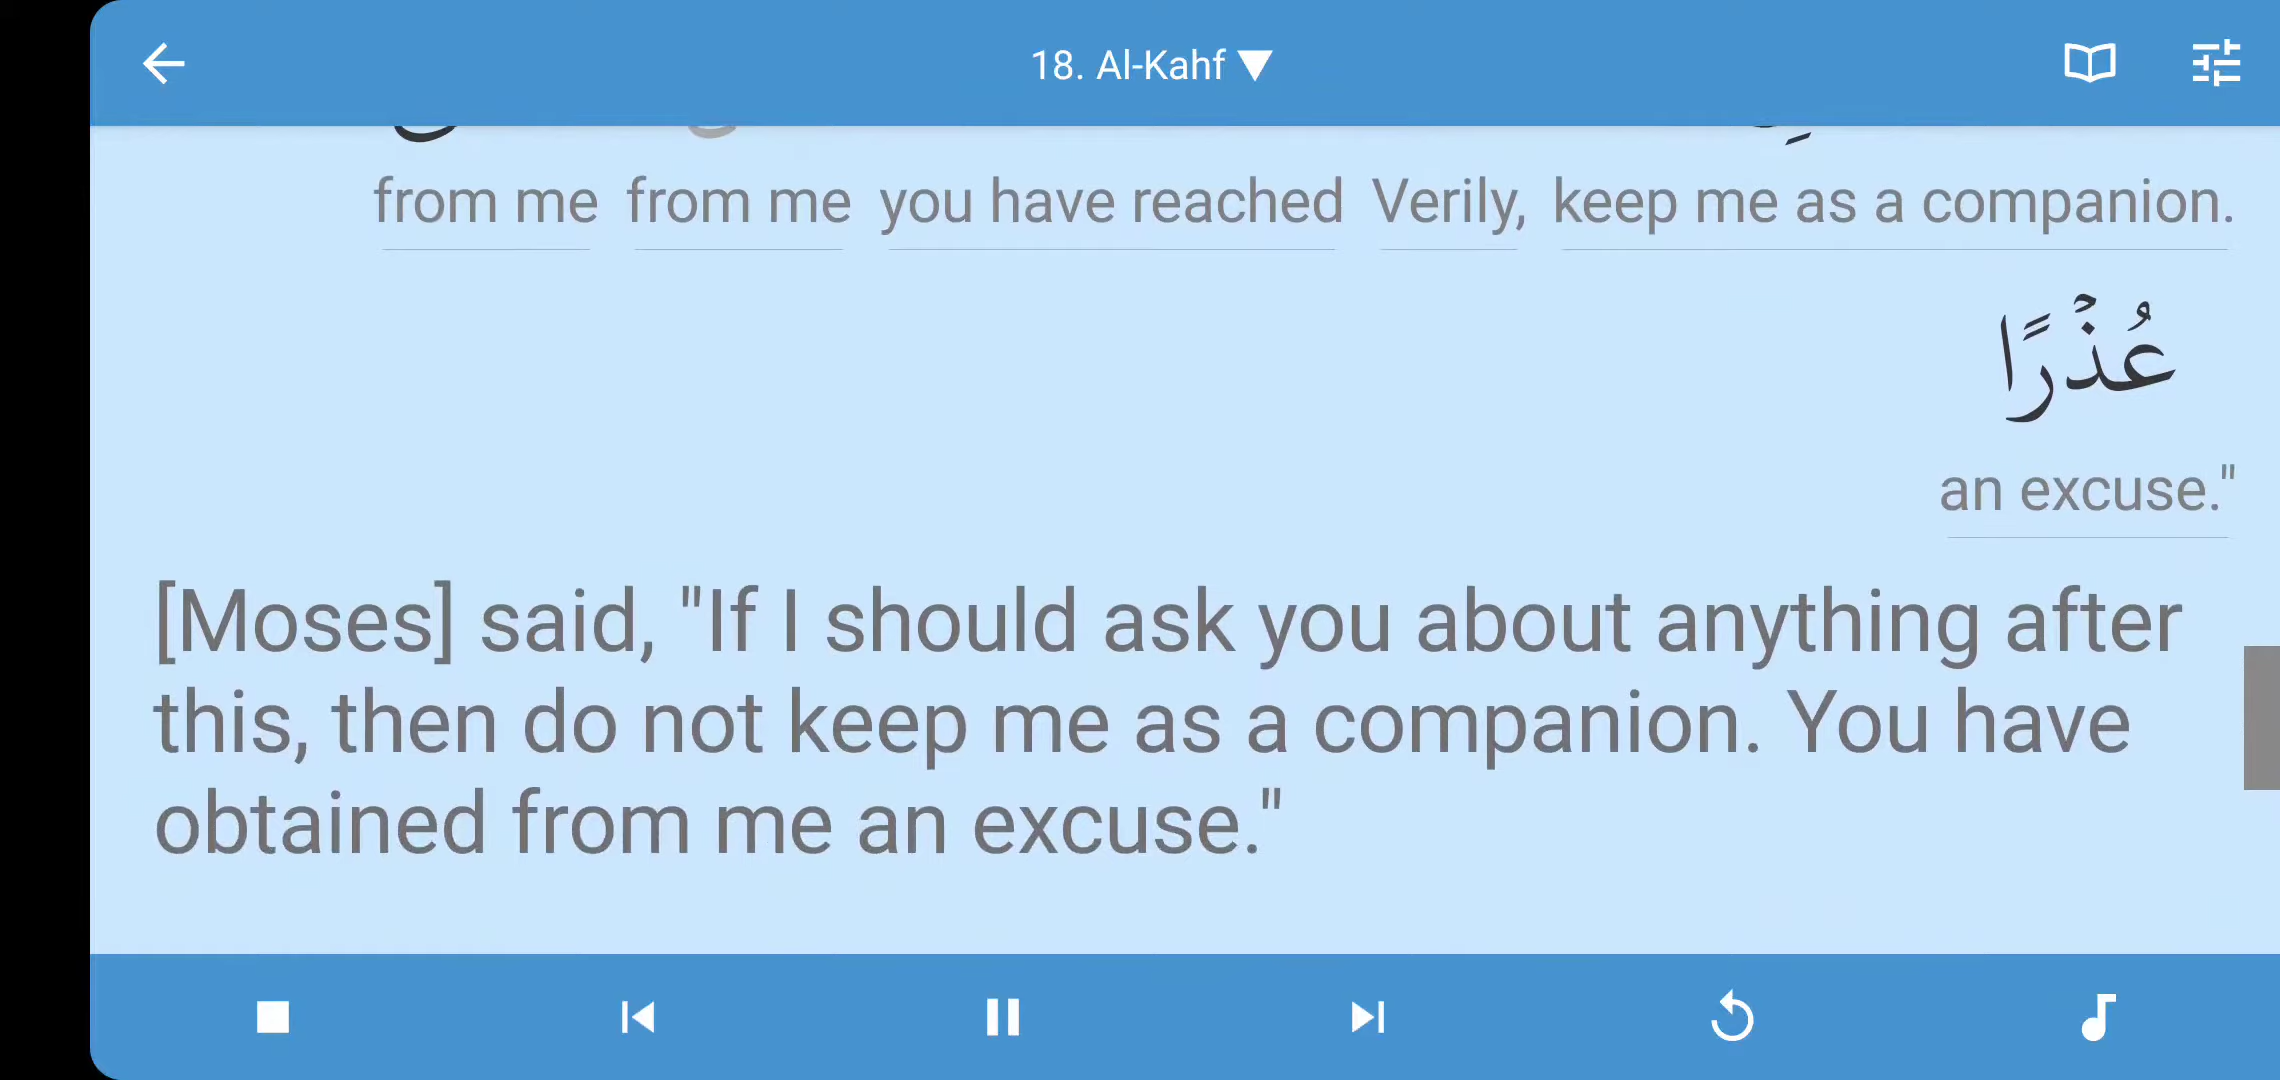 18. Al-Kahf ▼
from me from me you have reached Verily, keep me as a companion.
عُذْرًا
an excuse."
[Moses] said, "If I should ask you about anything after
this, then do not keep me as a companion. You have
obtained from me an excuse."